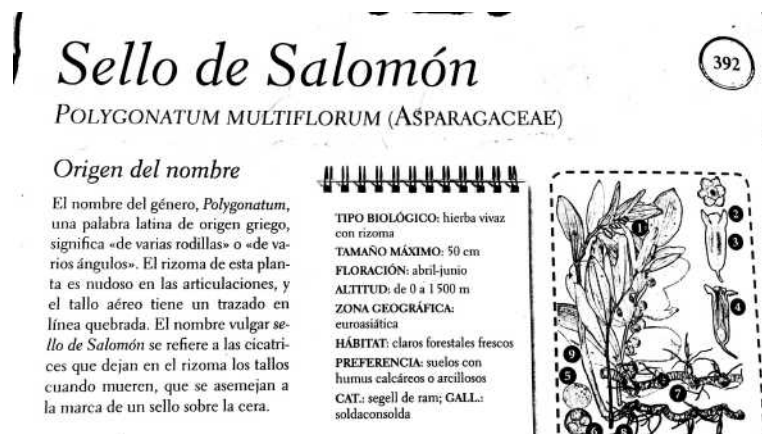 Sello de Salomón
392
POLYGONATUM MULTIFLORUM (ASPARAGACEAE)
Origen del nombre
El nombre del género, Polygonatum,
una palabra latina de origen griego,
significa «de varias rodillas» o «de va-
rios ángulos». El rizoma de esta plan-
ta es nudoso en las articulaciones, y
el tallo aéreo tiene un trazado en
línea quebrada. El nombre vulgar se-
llo de Salomón se refiere a las cicatri-
ces que dejan en el rizoma los tallos
cuando mueren, que se asemejan a
la marca de un sello sobre la cera.
TIPO BIOLÓGICO: hierba vivaz
con rizoma
TAMAÑO MÁXIMO: 50 cm
FLORACIÓN: abril-junio
ALTITUD: de 0 a 1 500 m
ZONA GEOGRÁFICA:
euroasiática
HÁBITAT: claros forestales frescos
PREFERENCIA: suelos con
humus calcáreos o arcillosos
CAT.: segell de ram; GALL.:
soldaconsolda
1
2
3
4
9
5
7
6
8